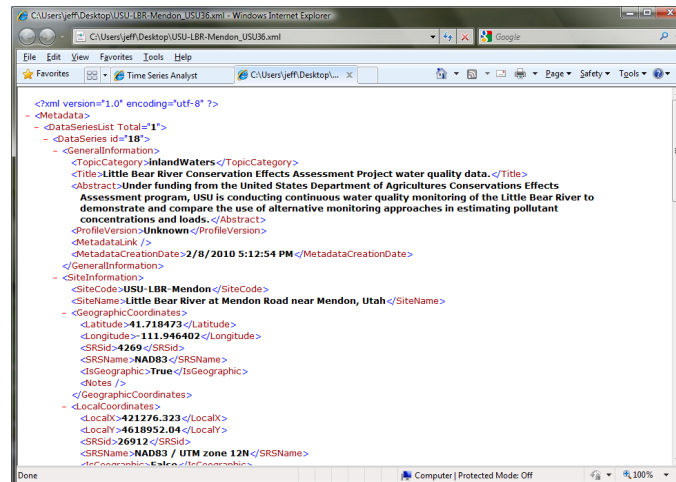 C:\Users\jeff\Desktop\USU-LBR-Mendon_USU36.xml - Windows Internet Explorer
C:\Users\jeff\Desktop\USU-LBR-Mendon_USU36.xml Google
File Edit View Favorites Tools Help
Favorites Time Series Analyst C:\Users\jeff\Desktop\... X Page Safety Tools
<?xml version="1.0" encoding="utf-8" ?>
- <Metadata>
- <DataSeriesList Total="1">
- <DataSeries id="18">
- <GeneralInformation>
<TopicCategory>inlandWaters</TopicCategory>
<Title>Little Bear River Conservation Effects Assessment Project water quality data.</Title>
<Abstract>Under funding from the United States Department of Agricultures Conservations Effects
Assessment program, USU is conducting continuous water quality monitoring of the Little Bear River to
demonstrate and compare the use of alternative monitoring approaches in estimating pollutant
concentrations and loads.</Abstract>
<ProfileVersion>Unknown</ProfileVersion>
<MetadataLink />
<MetadataCreationDate>2/8/2010 5:12:54 PM</MetadataCreationDate>
</GeneralInformation>
- <SiteInformation>
<SiteCode>USU-LBR-Mendon</SiteCode>
<SiteName>Little Bear River at Mendon Road near Mendon, Utah</SiteName>
- <GeographicCoordinates>
<Latitude>41.718473</Latitude>
<Longitude>-111.946402</Longitude>
<SRSid>4269</SRSid>
<SRSName>NAD83</SRSName>
<IsGeographic>True</IsGeographic>
<Notes />
</GeographicCoordinates>
- <LocalCoordinates>
<LocalX>421276.323</LocalX>
<LocalY>4618952.04</LocalY>
<SRSid>26912</SRSid>
<SRSName>NAD83 / UTM zone 12N</SRSName>
<IsGeographic>False</IsGeographic>
Done Computer | Protected Mode: Off 100%